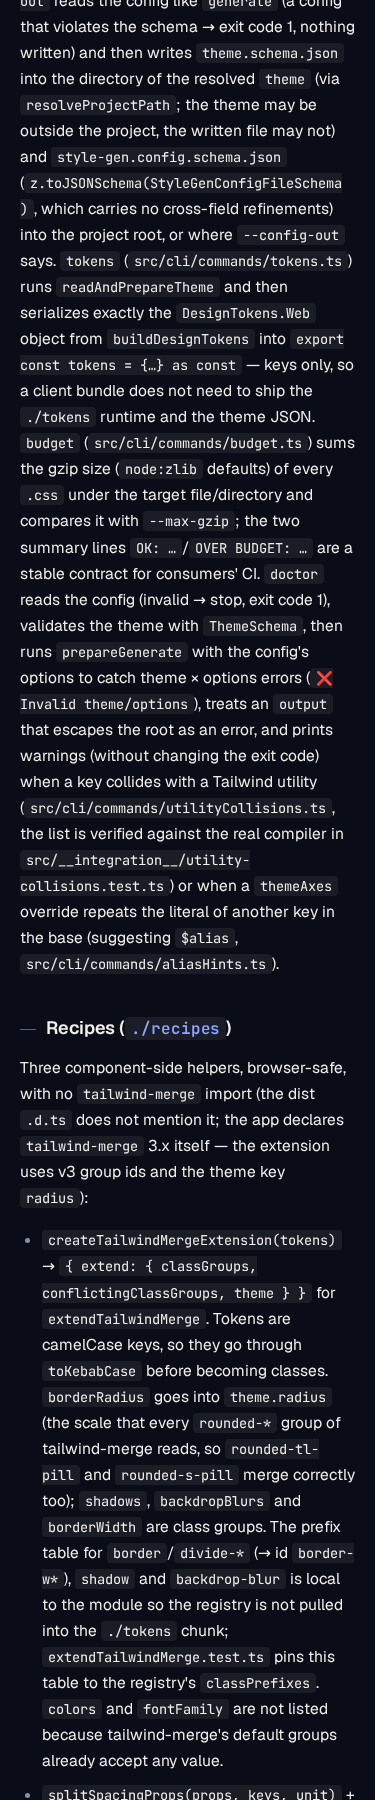 out reads the config like generate (a config
that violates the schema → exit code 1, nothing
written) and then writes theme.schema.json
into the directory of the resolved theme (via
resolveProjectPath ; the theme may be
outside the project, the written file may not)
and style-gen.config.schema.json
( z.toJSONSchema(StyleGenConfigFileSchema
) , which carries no cross-field refinements)
into the project root, or where --config-out
says. tokens ( src/cli/commands/tokens.ts )
runs readAndPrepareTheme and then
serializes exactly the DesignTokens.Web
object from buildDesignTokens into export
const tokens = {…} as const — keys only, so
a client bundle does not need to ship the
./tokens runtime and the theme JSON.
budget ( src/cli/commands/budget.ts ) sums
the gzip size ( node:zlib defaults) of every
.css under the target file/directory and
compares it with --max-gzip ; the two
summary lines OK: … / OVER BUDGET: … are a
stable contract for consumers' CI. doctor
reads the config (invalid → stop, exit code 1),
validates the theme with ThemeSchema , then
runs prepareGenerate with the config's
options to catch theme × options errors ( ❌
Invalid theme/options ), treats an output
that escapes the root as an error, and prints
warnings (without changing the exit code)
when a key collides with a Tailwind utility
( src/cli/commands/utilityCollisions.ts ,
the list is verified against the real compiler in
src/__integration__/utility-
collisions.test.ts ) or when a themeAxes
override repeats the literal of another key in
the base (suggesting $alias ,
src/cli/commands/aliasHints.ts ).
— Recipes ( ./recipes )
Three component-side helpers, browser-safe,
with no tailwind-merge import (the dist
.d.ts does not mention it; the app declares
tailwind-merge 3.x itself — the extension
uses v3 group ids and the theme key
radius ):
• createTailwindMergeExtension(tokens)
→ { extend: { classGroups,
conflictingClassGroups, theme } } for
extendTailwindMerge . Tokens are
camelCase keys, so they go through
toKebabCase before becoming classes.
borderRadius goes into theme.radius
(the scale that every rounded-* group of
tailwind-merge reads, so rounded-tl-
pill and rounded-s-pill merge correctly
too); shadows , backdropBlurs and
borderWidth are class groups. The prefix
table for border / divide-* (→ id border-
w* ), shadow and backdrop-blur is local
to the module so the registry is not pulled
into the ./tokens chunk;
extendTailwindMerge.test.ts pins this
table to the registry's classPrefixes .
colors and fontFamily are not listed
because tailwind-merge's default groups
already accept any value.
• splitSpacingProps(props, keys, unit) +